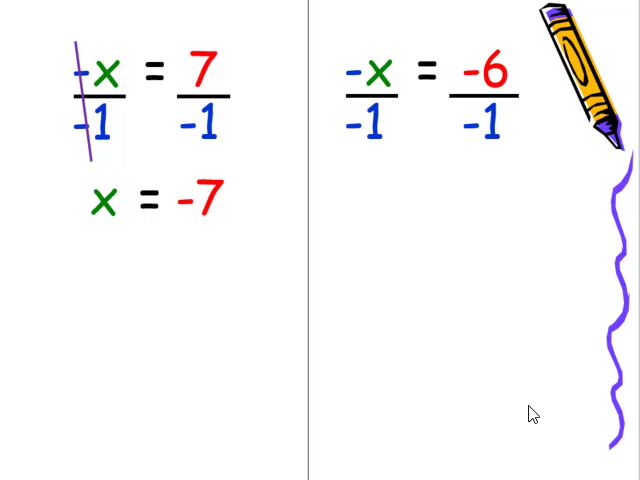 -x = 7
-1 -1
x = -7
-x = -6
-1 -1